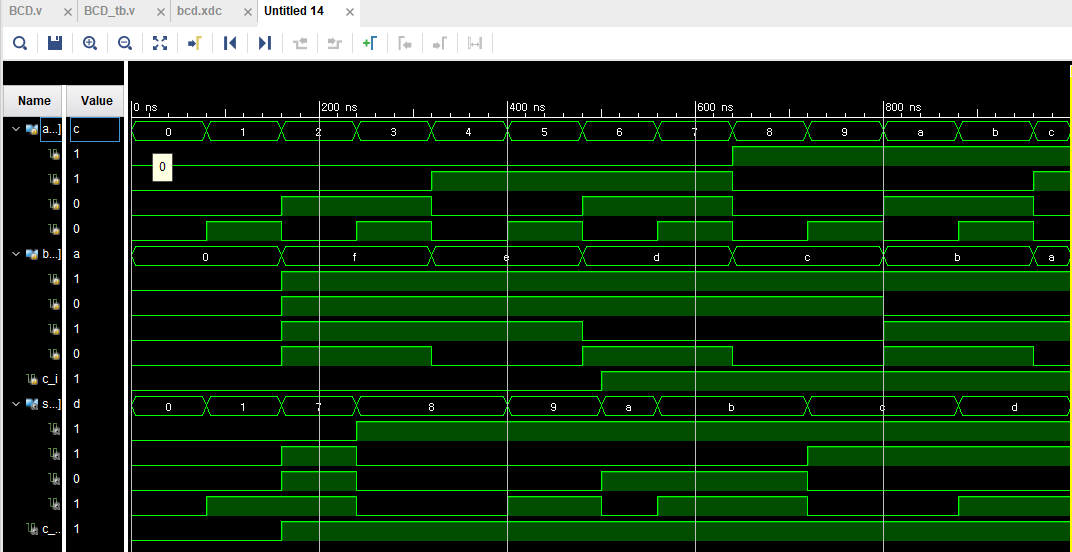 BCD.v × BCD_tb.v × bcd.xdc × Untitled 14 ×
Name Value
0 ns 200 ns 400 ns 600 ns 800 ns
a...] c 0 1 2 3 4 5 6 7 8 9 a b c
1
0
1
0
0
b...] a 0 f e d c b a
1
0
1
0
c_i 1
s...] d 0 1 7 8 9 a b c d
1
1
0
1
c_... 1